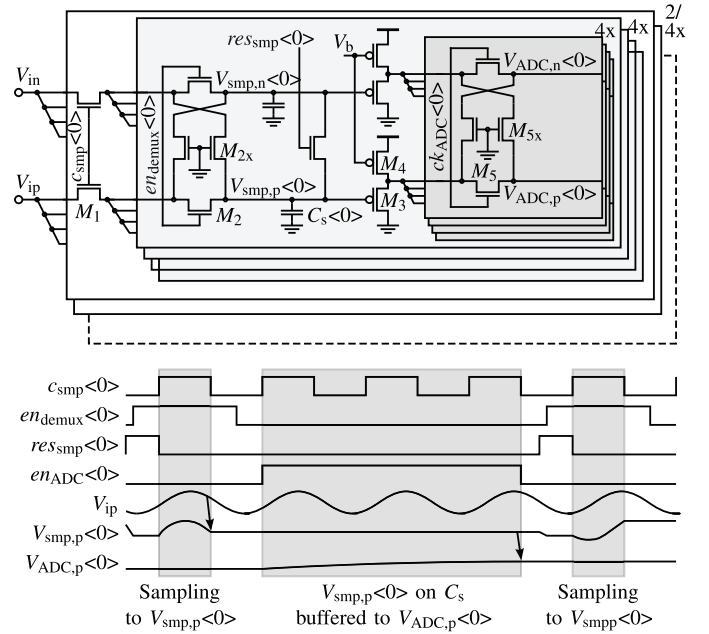 2/
4x
4x
4x
res_smp<0>
V_b
V_in
V_smp,n<0>
V_ADC,n<0>
c_smp<0>
en_demux<0>
ck_ADC<0>
M_2x
M_5x
M_4
M_5
V_ip
V_smp,p<0>
V_ADC,p<0>
M_1
M_2
C_s<0>
M_3
c_smp<0>
en_demux<0>
res_smp<0>
en_ADC<0>
V_ip
V_smp,p<0>
V_ADC,p<0>
Sampling
to V_smp,p<0>
V_smp,p<0> on C_s
buffered to V_ADC,p<0>
Sampling
to V_smpp<0>